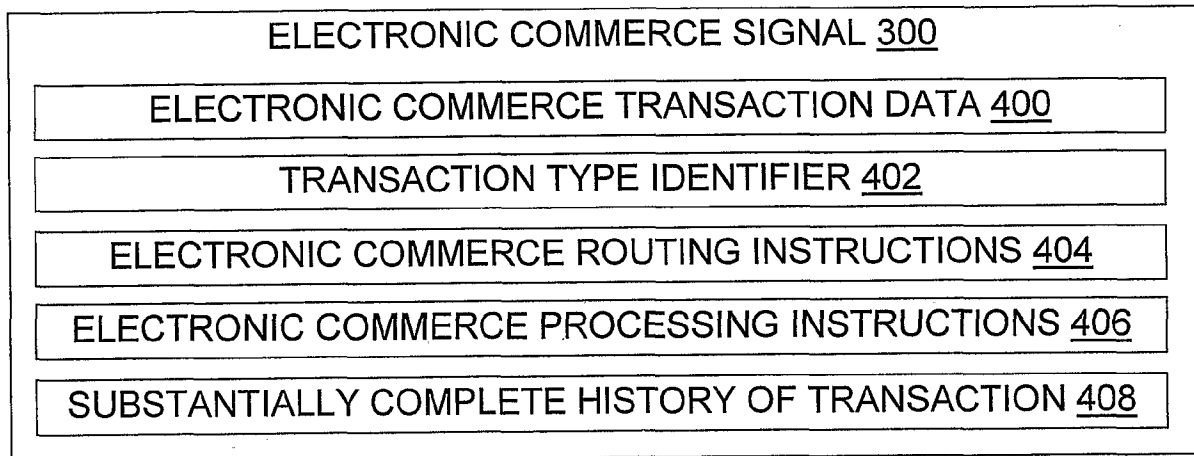 ELECTRONIC COMMERCE SIGNAL 300
ELECTRONIC COMMERCE TRANSACTION DATA 400
TRANSACTION TYPE IDENTIFIER 402
ELECTRONIC COMMERCE ROUTING INSTRUCTIONS 404
ELECTRONIC COMMERCE PROCESSING INSTRUCTIONS 406
SUBSTANTIALLY COMPLETE HISTORY OF TRANSACTION 408